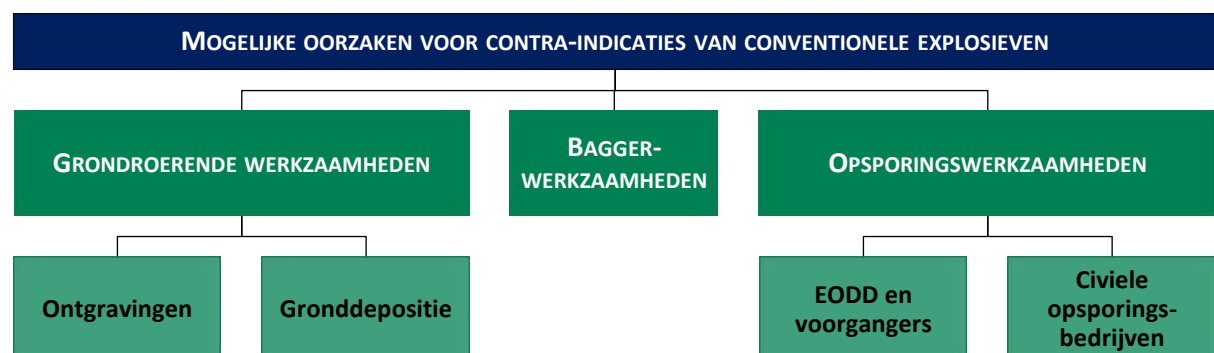 MOGELIJKE OORZAKEN VOOR CONTRA-INDICATIES VAN CONVENTIONELE EXPLOSIEVEN
GRONDROERENDE WERKZAAMHEDEN
BAGGER-
WERKZAAMHEDEN
OPSPORINGSWERKZAAMHEDEN
Ontgravingen
Gronddepositie
EODD en
voorgangers
Civiele
opsporings-
bedrijven